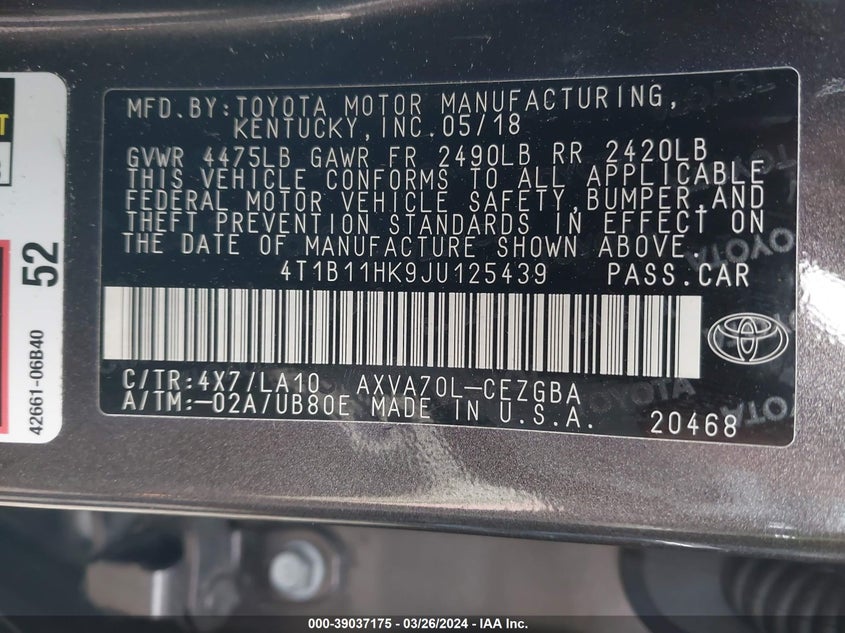 MFD.BY:TOYOTA MOTOR MANUFACTURING,
KENTUCKY,INC.05/18
GVWR 4475LB GAWR FR 2490LB RR 2420LB
THIS VEHICLE CONFORMS TO ALL APPLICABLE
FEDERAL MOTOR VEHICLE SAFETY,BUMPER,AND
THEFT PREVENTION STANDARDS IN EFFECT ON
THE DATE OF MANUFACTURE SHOWN ABOVE.
4T1B11HK9JU125439 PASS.CAR
C/TR:4X7/LA10 AXVA70L-CEZGBA
A/TM:-02A/UB80E MADE IN U.S.A.
20468
52
42661-06B40
TOYOTA
000-39037175 - 03/26/2024 - IAA Inc.